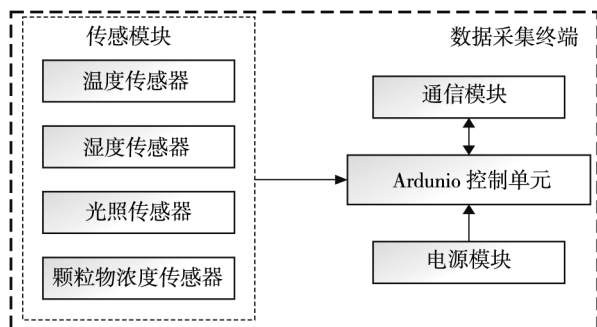 传感模块
数据采集终端
温度传感器
湿度传感器
光照传感器
颗粒物浓度传感器
通信模块
Ardunio 控制单元
电源模块